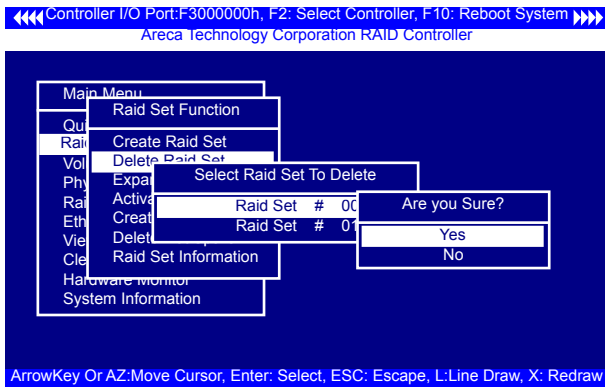 Controller I/O Port:F3000000h, F2: Select Controller, F10: Reboot System
Areca Technology Corporation RAID Controller
Main Menu
Raid Set Function
Create Raid Set
Delete Raid Set
Select Raid Set To Delete
Raid Set # 00
Raid Set # 01
Are you Sure?
Yes
No
Raid Set Information
Hardware Monitor
System Information
ArrowKey Or AZ:Move Cursor, Enter: Select, ESC: Escape, L:Line Draw, X: Redraw